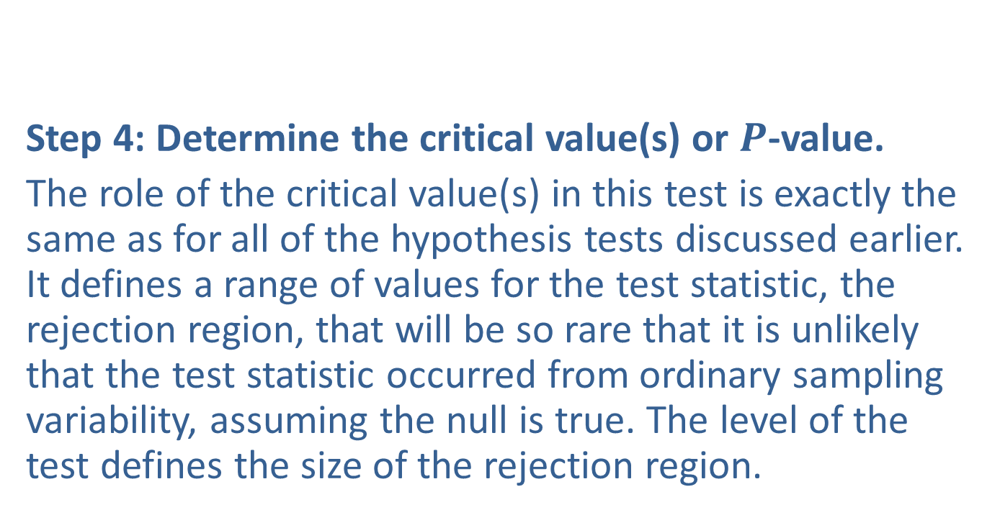 Step 4: Determine the critical value(s) or P-value.
The role of the critical value(s) in this test is exactly the
same as for all of the hypothesis tests discussed earlier.
It defines a range of values for the test statistic, the
rejection region, that will be so rare that it is unlikely
that the test statistic occurred from ordinary sampling
variability, assuming the null is true. The level of the
test defines the size of the rejection region.